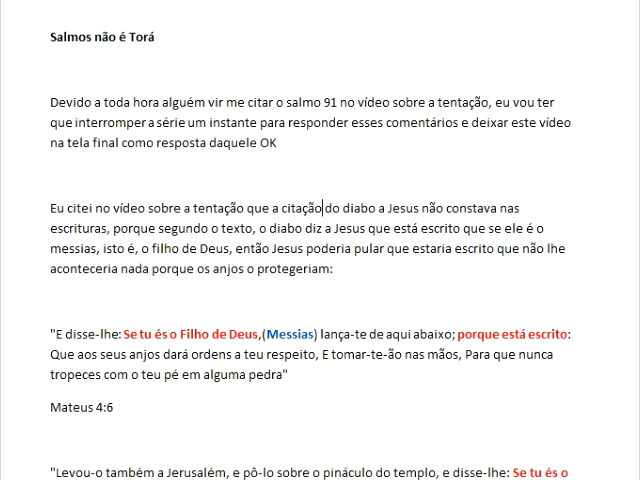 Salmos não é Torá
Devido a toda hora alguém vir me citar o salmo 91 no vídeo sobre a tentação, eu vou ter
que interromper a série um instante para responder esses comentários e deixar este vídeo
na tela final como resposta daquele OK
Eu citei no vídeo sobre a tentação que a citação do diabo a Jesus não constava nas
escrituras, porque segundo o texto, o diabo diz a Jesus que está escrito que se ele é o
messias, isto é, o filho de Deus, então Jesus poderia pular que estaria escrito que não lhe
aconteceria nada porque os anjos o protegeriam:
"E disse-lhe: Se tu és o Filho de Deus,(Messias) lança-te de aqui abaixo; porque está escrito:
Que aos seus anjos dará ordens a teu respeito, E tomar-te-ão nas mãos, Para que nunca
tropeces com o teu pé em alguma pedra"
Mateus 4:6
"Levou-o também a Jerusalém, e pô-lo sobre o pináculo do templo, e disse-lhe: Se tu és o